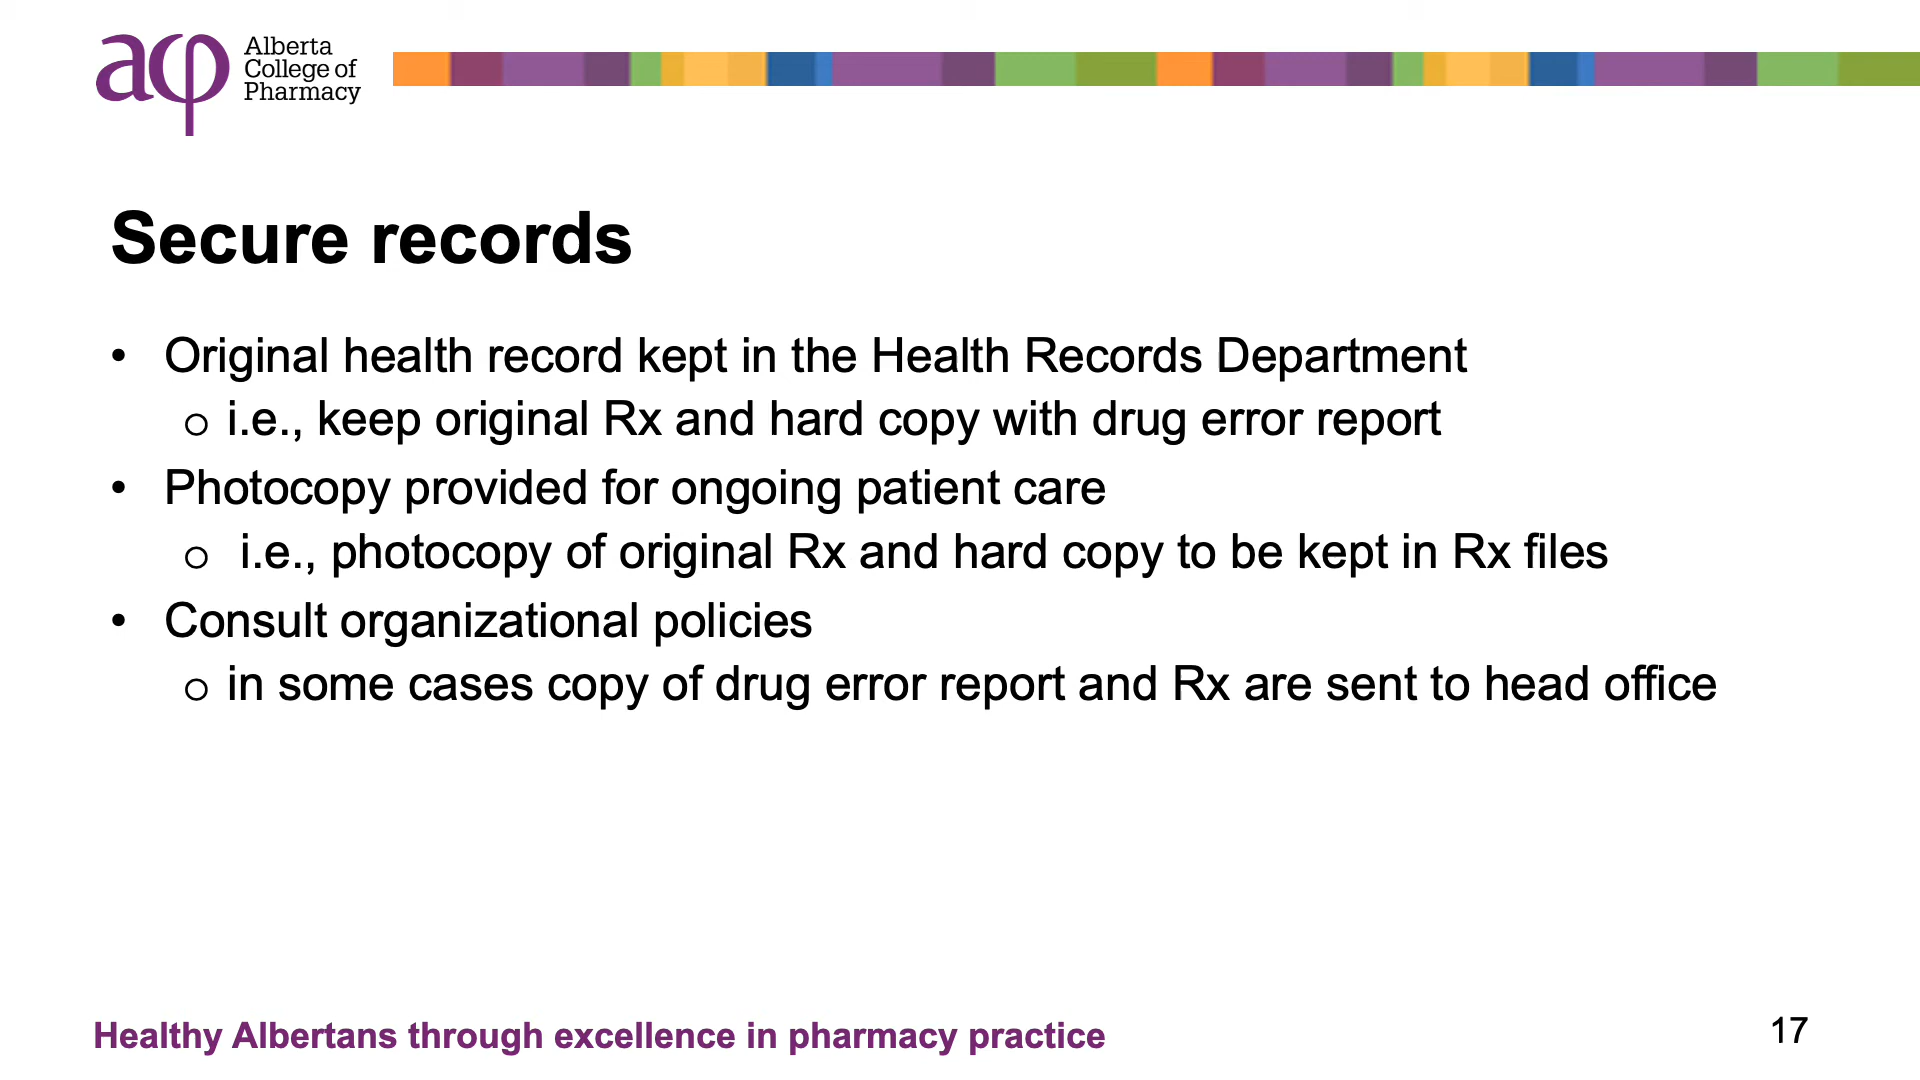 aφ
Alberta
College of
Pharmacy
Secure records
• Original health record kept in the Health Records Department
o i.e., keep original Rx and hard copy with drug error report
• Photocopy provided for ongoing patient care
o i.e., photocopy of original Rx and hard copy to be kept in Rx files
• Consult organizational policies
o in some cases copy of drug error report and Rx are sent to head office
Healthy Albertans through excellence in pharmacy practice
17